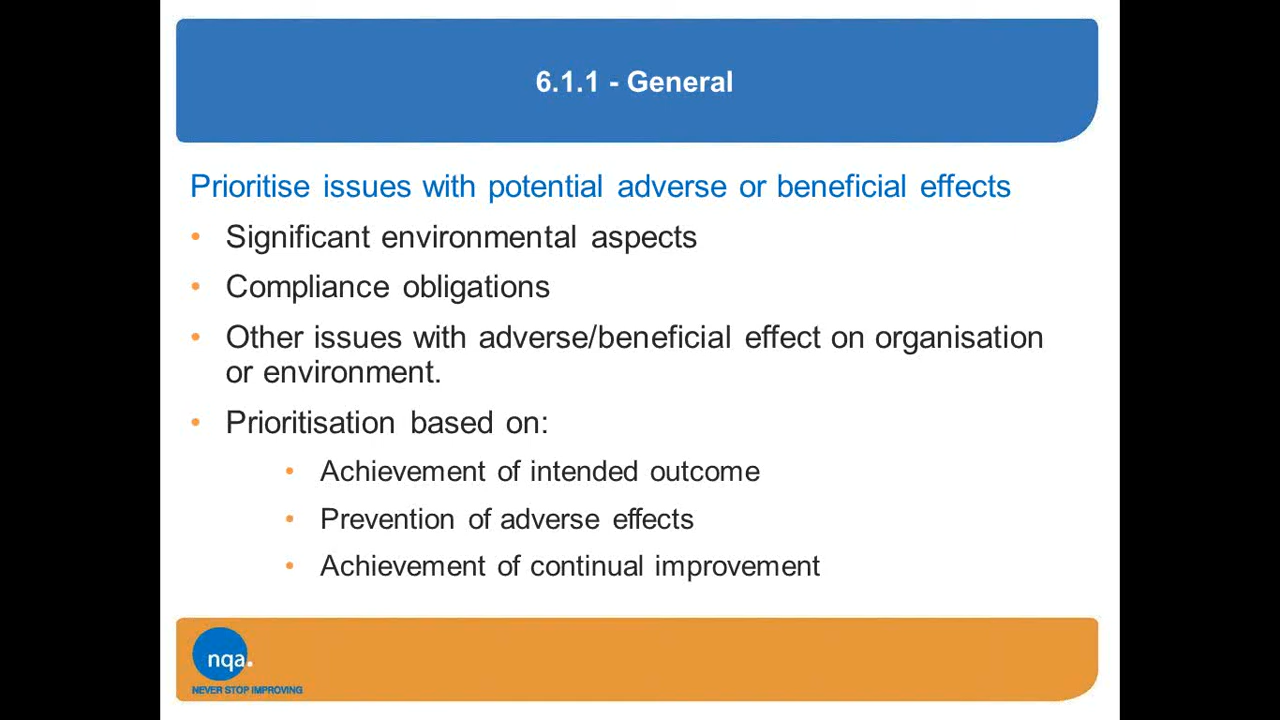 6.1.1 - General
Prioritise issues with potential adverse or beneficial effects
• Significant environmental aspects
• Compliance obligations
• Other issues with adverse/beneficial effect on organisation
or environment.
• Prioritisation based on:
• Achievement of intended outcome
• Prevention of adverse effects
• Achievement of continual improvement
nqa.
NEVER STOP IMPROVING